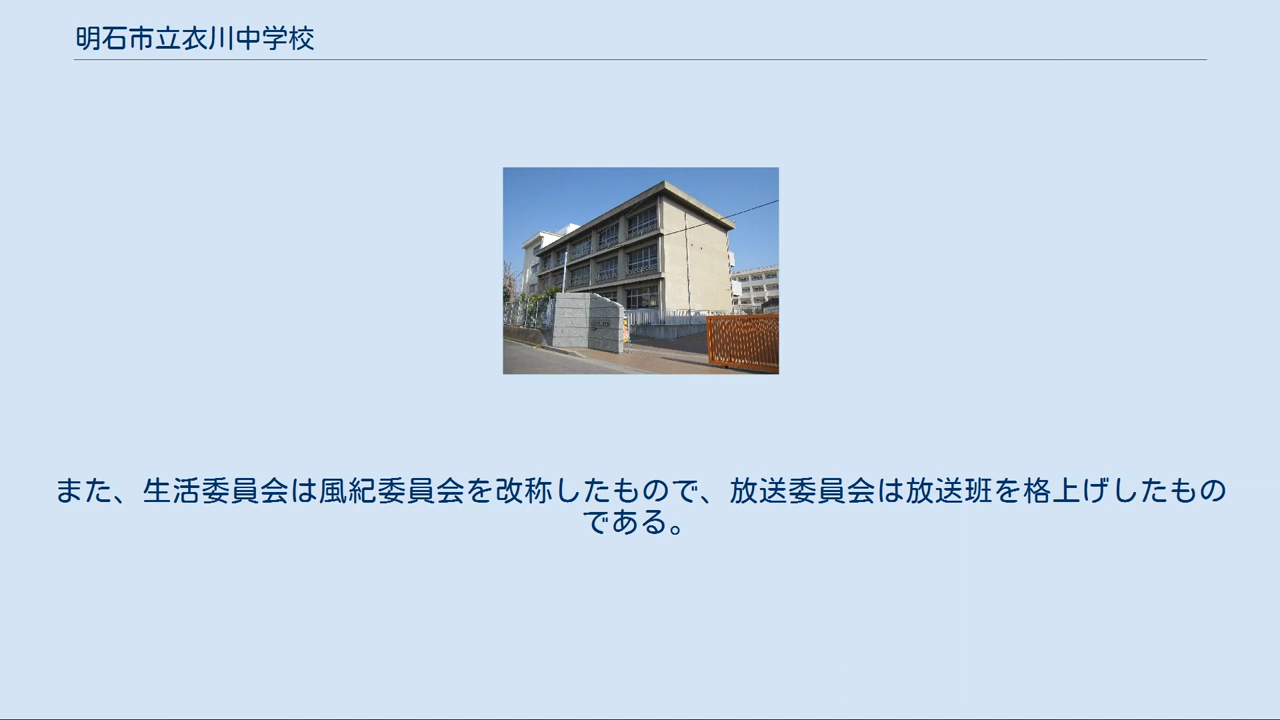 明石市立衣川中学校
また、生活委員会は風紀委員会を改称したもので、放送委員会は放送班を格上げしたもの
である。